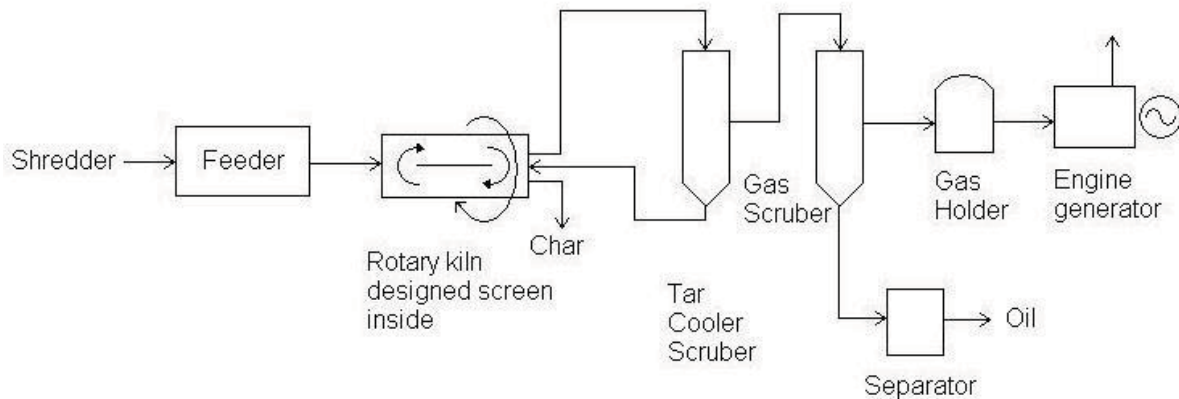 Shredder
Feeder
Rotary kiln
designed screen
inside
Char
Tar
Cooler
Scruber
Gas
Scruber
Gas
Holder
Engine
generator
Separator
Oil